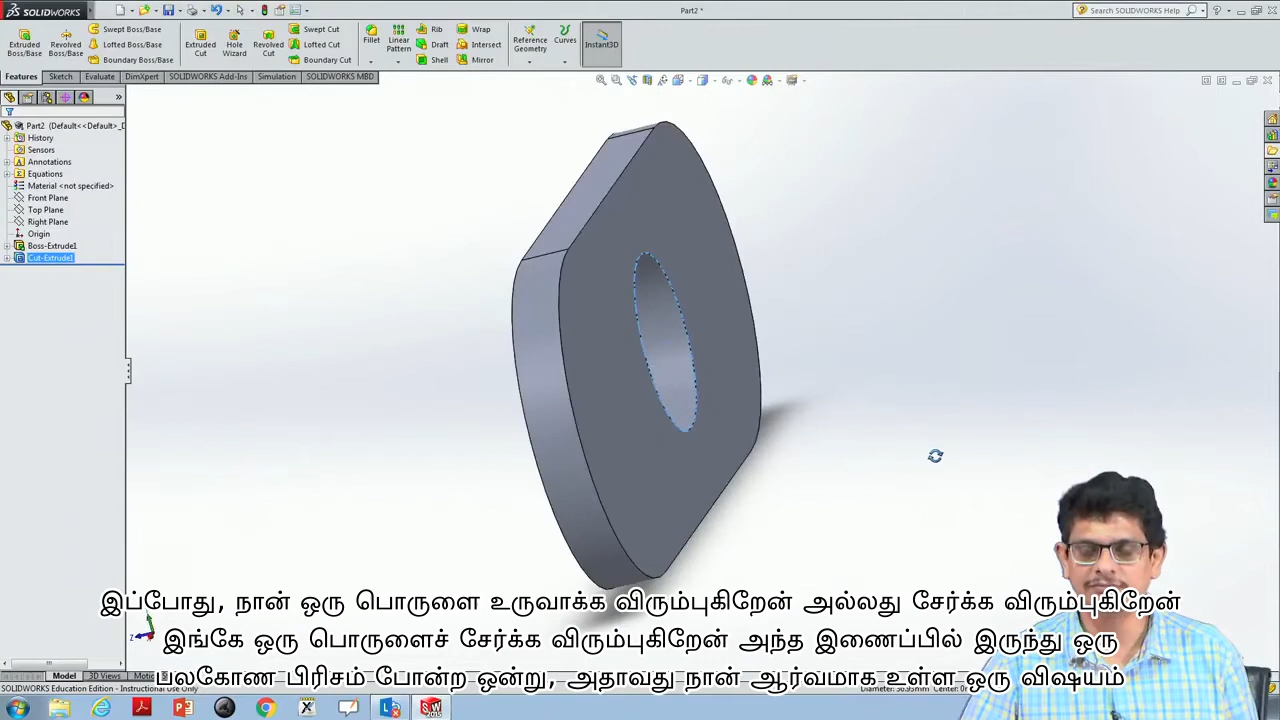 SOLIDWORKS
Part2 *
Search SOLIDWORKS Help
Extruded Boss/Base
Revolved Boss/Base
Swept Boss/Base
Lofted Boss/Base
Boundary Boss/Base
Extruded Cut
Hole Wizard
Revolved Cut
Swept Cut
Lofted Cut
Boundary Cut
Fillet
Linear Pattern
Rib
Draft
Shell
Wrap
Intersect
Mirror
Reference Geometry
Curves
Instant3D
Features Sketch Evaluate DimXpert SOLIDWORKS Add-Ins Simulation SOLIDWORKS MBD
Part2 (Default<<Default>_D
History
Sensors
Annotations
Equations
Material <not specified>
Front Plane
Top Plane
Right Plane
Origin
Boss-Extrude1
Cut-Extrude1
இப்போது, நான் ஒரு பொருளை உருவாக்க விரும்புகிறேன் அல்லது சேர்க்க விரும்புகிறேன்
இங்கே ஒரு பொருளைச் சேர்க்க விரும்புகிறேன் அந்த இணைப்பில் இருந்து ஒரு
பலகோண பிரிசம் போன்ற ஒன்று, அதாவது நான் ஆர்வமாக உள்ள ஒரு விஷயம்
Z
Model 3D Views
SOLIDWORKS Education Edition - Instructional Use Only